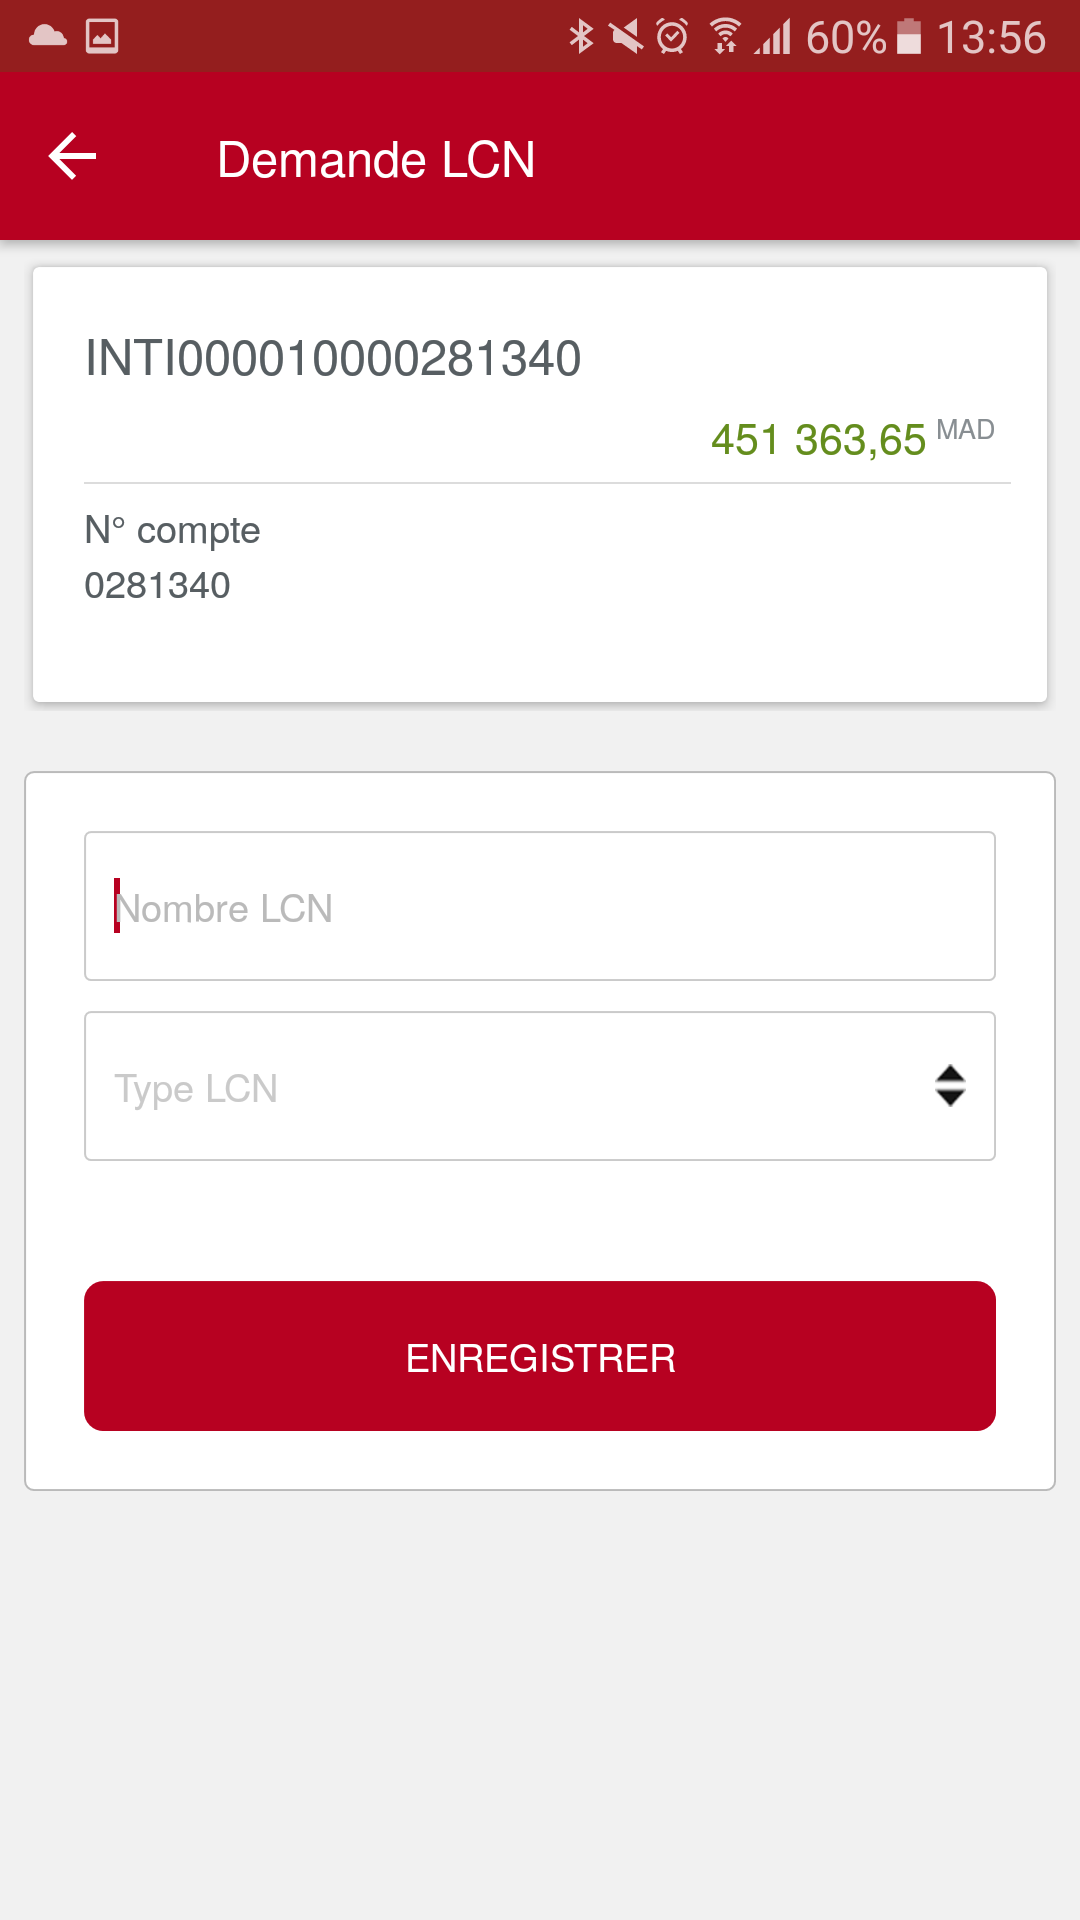 60% 13:56
Demande LCN
INTI000010000281340
451 363,65 MAD
N° compte
0281340
Nombre LCN
Type LCN
ENREGISTRER